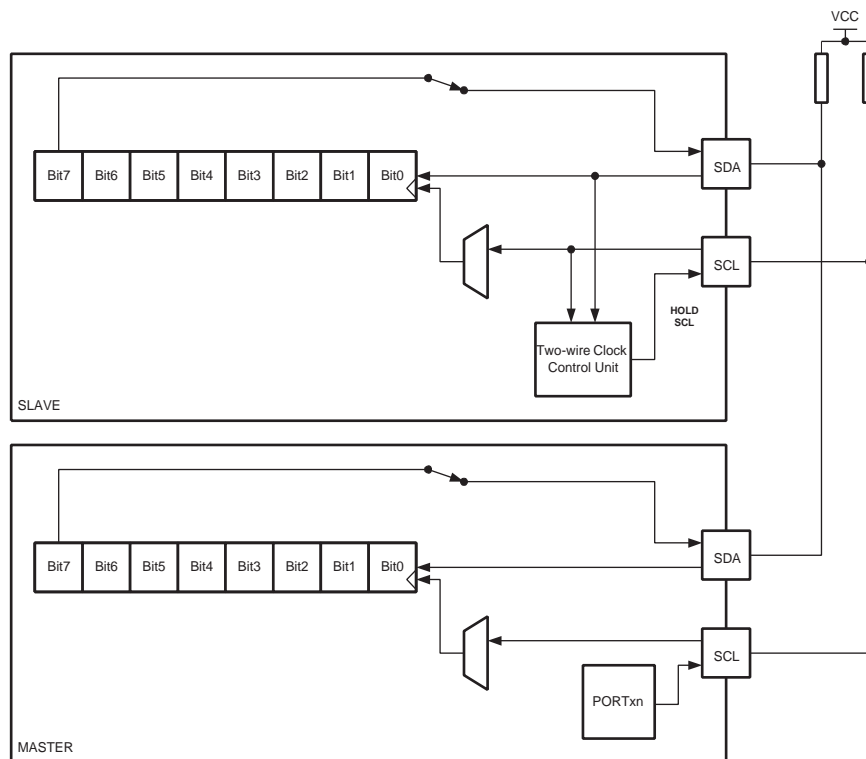 VCC
Bit7 Bit6 Bit5 Bit4 Bit3 Bit2 Bit1 Bit0
SDA
SCL
HOLD
SCL
Two-wire Clock
Control Unit
SLAVE
Bit7 Bit6 Bit5 Bit4 Bit3 Bit2 Bit1 Bit0
SDA
SCL
PORTxn
MASTER